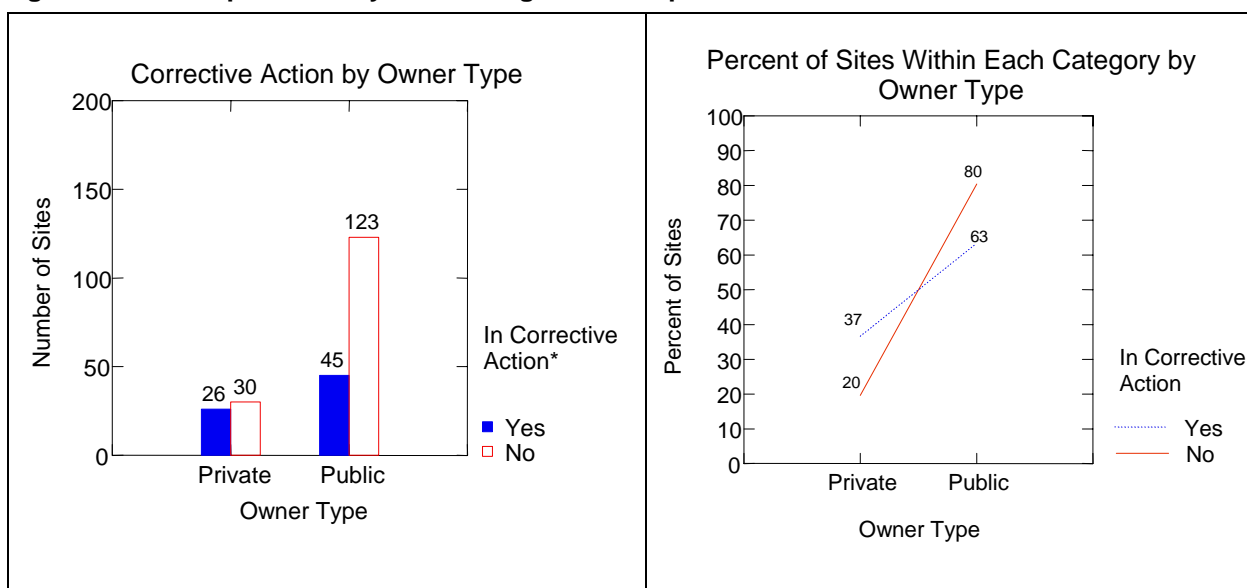 Corrective Action by Owner Type
200
150
100
50
0
Number of Sites
26
30
45
123
Private
Public
Owner Type
In Corrective
Action*
Yes
No
Percent of Sites Within Each Category by
Owner Type
100
90
80
70
60
50
40
30
20
10
0
Percent of Sites
37
20
80
63
Private
Public
Owner Type
In Corrective
Action
Yes
No